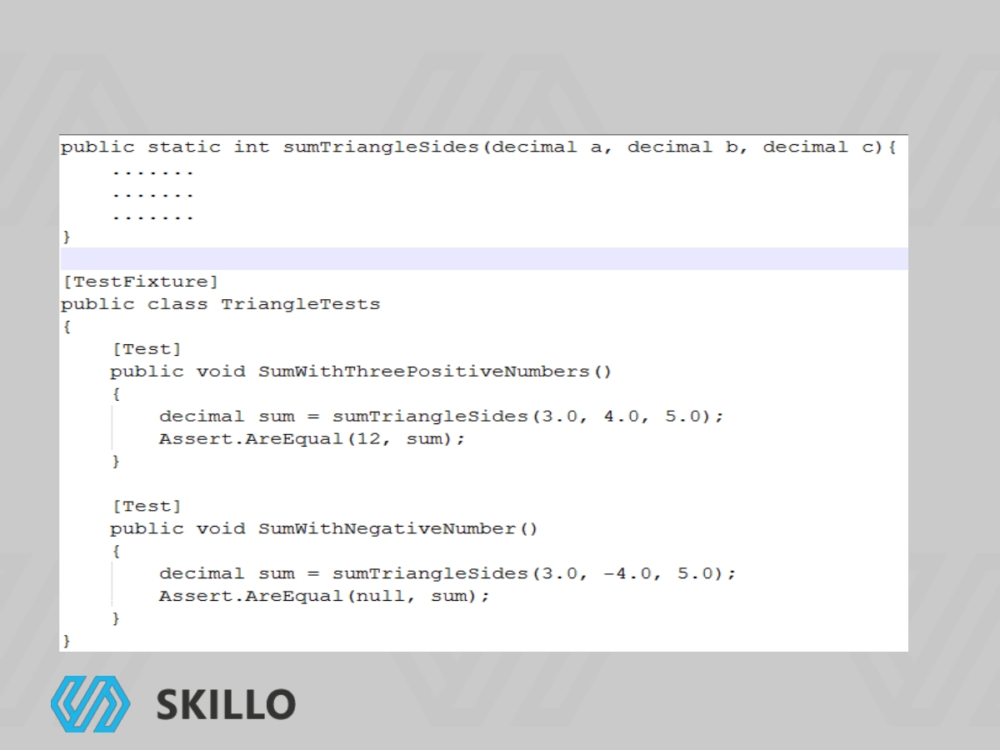 public static int sumTriangleSides(decimal a, decimal b, decimal c){
    .......
    .......
    .......
}

[TestFixture]
public class TriangleTests
{
    [Test]
    public void SumWithThreePositiveNumbers()
    {
        decimal sum = sumTriangleSides(3.0, 4.0, 5.0);
        Assert.AreEqual(12, sum);
    }

    [Test]
    public void SumWithNegativeNumber()
    {
        decimal sum = sumTriangleSides(3.0, -4.0, 5.0);
        Assert.AreEqual(null, sum);
    }
}
SKILLO